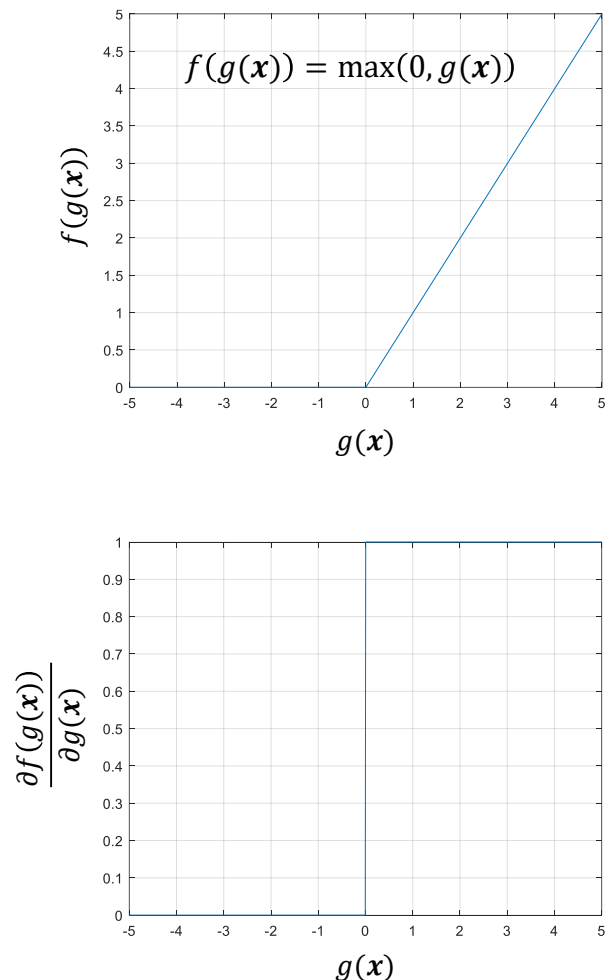 f(g(𝒙)) = max(0, g(𝒙))
f(g(𝒙))
5
4.5
4
3.5
3
2.5
2
1.5
1
0.5
0
-5 -4 -3 -2 -1 0 1 2 3 4 5
g(𝒙)
∂f(g(𝒙))
∂g(𝒙)
1
0.9
0.8
0.7
0.6
0.5
0.4
0.3
0.2
0.1
0
-5 -4 -3 -2 -1 0 1 2 3 4 5
g(𝒙)